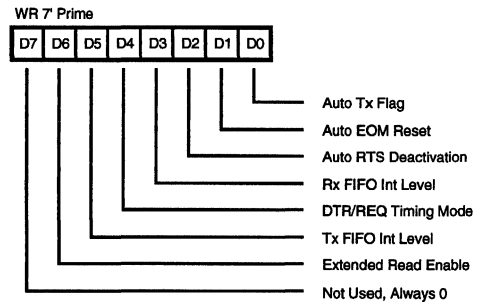 WR 7' Prime
D7 D6 D5 D4 D3 D2 D1 D0
Auto Tx Flag
Auto EOM Reset
Auto RTS Deactivation
Rx FIFO Int Level
DTR/REQ Timing Mode
Tx FIFO Int Level
Extended Read Enable
Not Used, Always 0